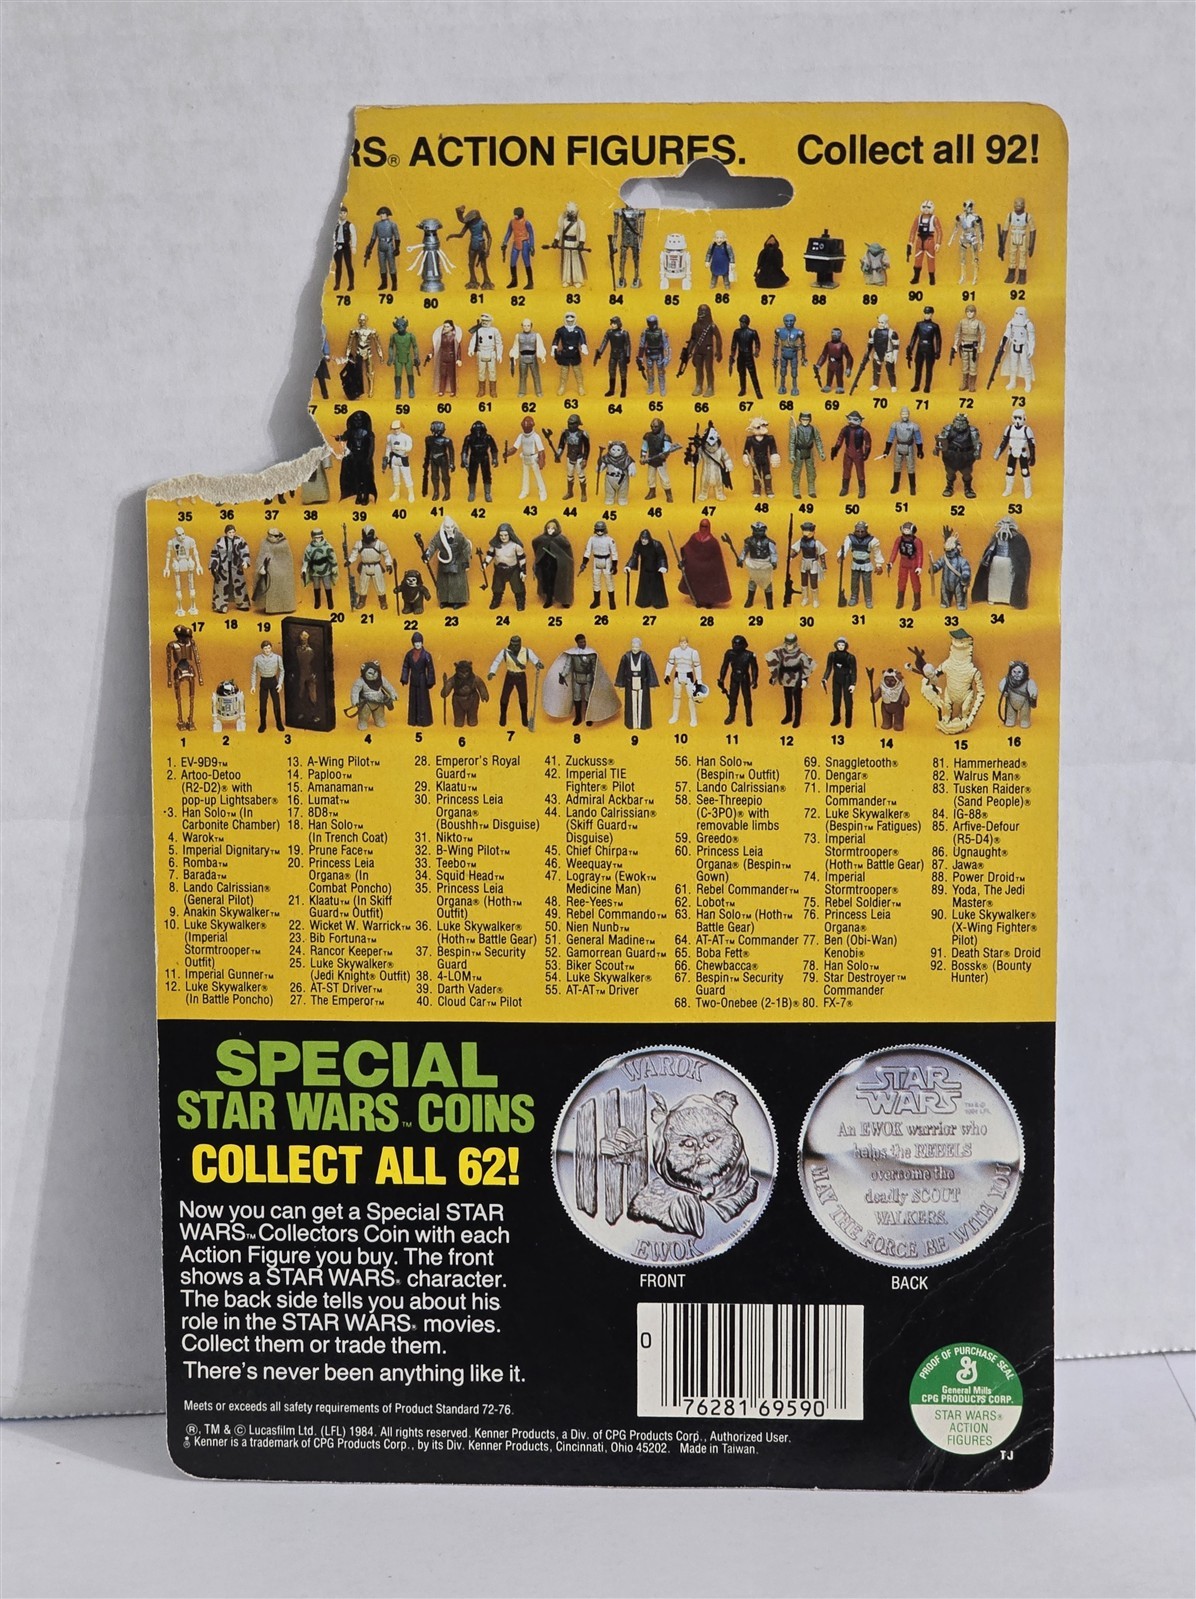 RS® ACTION FIGURES. Collect all 92!
78 79 80 81 82 83 84 85 86 87 88 89 90 91 92
7 58 59 60 61 62 63 64 65 66 67 68 69 70 71 72 73
35 36 37 38 39 40 41 42 43 44 45 46 47 48 49 50 51 52 53
17 18 19 20 21 22 23 24 25 26 27 28 29 30 31 32 33 34
1 2 3 4 5 6 7 8 9 10 11 12 13 14 15 16
1. EV-9D9™
2. Artoo-Detoo
(R2-D2)® with
pop-up Lightsaber®
3. Han Solo™ (In
Carbonite Chamber)
4. Warok™
5. Imperial Dignitary™
6. Romba™
7. Barada™
8. Lando Calrissian®
(General Pilot)
9. Anakin Skywalker™
10. Luke Skywalker®
(Imperial
Stormtrooper™
Outfit)
11. Imperial Gunner™
12. Luke Skywalker®
(In Battle Poncho)
13. A-Wing Pilot™
14. Paploo™
15. Amanaman™
16. Lumat™
17. 8D8™
18. Han Solo™
(In Trench Coat)
19. Prune Face™
20. Princess Leia
Organa® (In
Combat Poncho)
21. Klaatu™ (In Skiff
Guard™ Outfit)
22. Wicket W. Warrick™
23. Bib Fortuna™
24. Rancor Keeper™
25. Luke Skywalker®
(Jedi Knight® Outfit)
26. AT-ST Driver™
27. The Emperor™
28. Emperor's Royal
Guard™
29. Klaatu™
30. Princess Leia
Organa®
(Boushh™ Disguise)
31. Nikto™
32. B-Wing Pilot™
33. Teebo™
34. Squid Head™
35. Princess Leia
Organa® (Hoth™
Outfit)
36. Luke Skywalker®
(Hoth™ Battle Gear)
37. Bespin™ Security
Guard
38. 4-LOM™
39. Darth Vader®
40. Cloud Car™ Pilot
41. Zuckuss®
42. Imperial TIE
Fighter® Pilot
43. Admiral Ackbar™
44. Lando Calrissian®
(Skiff Guard™
Disguise)
45. Chief Chirpa™
46. Weequay™
47. Logray™ (Ewok™
Medicine Man)
48. Ree-Yees™
49. Rebel Commando™
50. Nien Nunb™
51. General Madine™
52. Gamorrean Guard™
53. Biker Scout™
54. Luke Skywalker®
55. AT-AT™ Driver
56. Han Solo™
(Bespin™ Outfit)
57. Lando Calrissian®
58. See-Threepio
(C-3PO)® with
removable limbs
59. Greedo®
60. Princess Leia
Organa® (Bespin™
Gown)
61. Rebel Commander™
62. Lobot™
63. Han Solo™ (Hoth™
Battle Gear)
64. AT-AT™ Commander
65. Boba Fett®
66. Chewbacca®
67. Bespin™ Security
Guard
68. Two-Onebee (2-1B)®
69. Snaggletooth®
70. Dengar®
71. Imperial
Commander™
72. Luke Skywalker®
(Bespin™ Fatigues)
73. Imperial
Stormtrooper®
(Hoth™ Battle Gear)
74. Imperial
Stormtrooper®
75. Rebel Soldier™
76. Princess Leia
Organa®
77. Ben (Obi-Wan)
Kenobi®
78. Han Solo™
79. Star Destroyer™
Commander
80. FX-7®
81. Hammerhead®
82. Walrus Man®
83. Tusken Raider®
(Sand People)®
84. IG-88®
85. Arfive-Defour
(R5-D4)®
86. Ugnaught®
87. Jawa®
88. Power Droid™
89. Yoda, The Jedi
Master®
90. Luke Skywalker®
(X-Wing Fighter®
Pilot)
91. Death Star® Droid
92. Bossk® (Bounty
Hunter)
SPECIAL
STAR WARS™ COINS
COLLECT ALL 62!
Now you can get a Special STAR
WARS™ Collectors Coin with each
Action Figure you buy. The front
shows a STAR WARS® character.
The back side tells you about his
role in the STAR WARS® movies.
Collect them or trade them.
There's never been anything like it.
WAROK
EWOK
FRONT
STAR
WARS
TM & ©
1984 LFL
An EWOK warrior who
helps the REBELS
overcome the
deadly SCOUT
WALKERS.
MAY THE FORCE BE WITH YOU
BACK
0 76281 69590
PROOF OF PURCHASE SEAL
G
General Mills
CPG PRODUCTS CORP.
STAR WARS®
ACTION
FIGURES
TJ
Meets or exceeds all safety requirements of Product Standard 72-76.
®, TM & © Lucasfilm Ltd. (LFL) 1984. All rights reserved. Kenner Products, a Div. of CPG Products Corp., Authorized User.
Kenner is a trademark of CPG Products Corp., by its Div. Kenner Products, Cincinnati, Ohio 45202. Made in Taiwan.